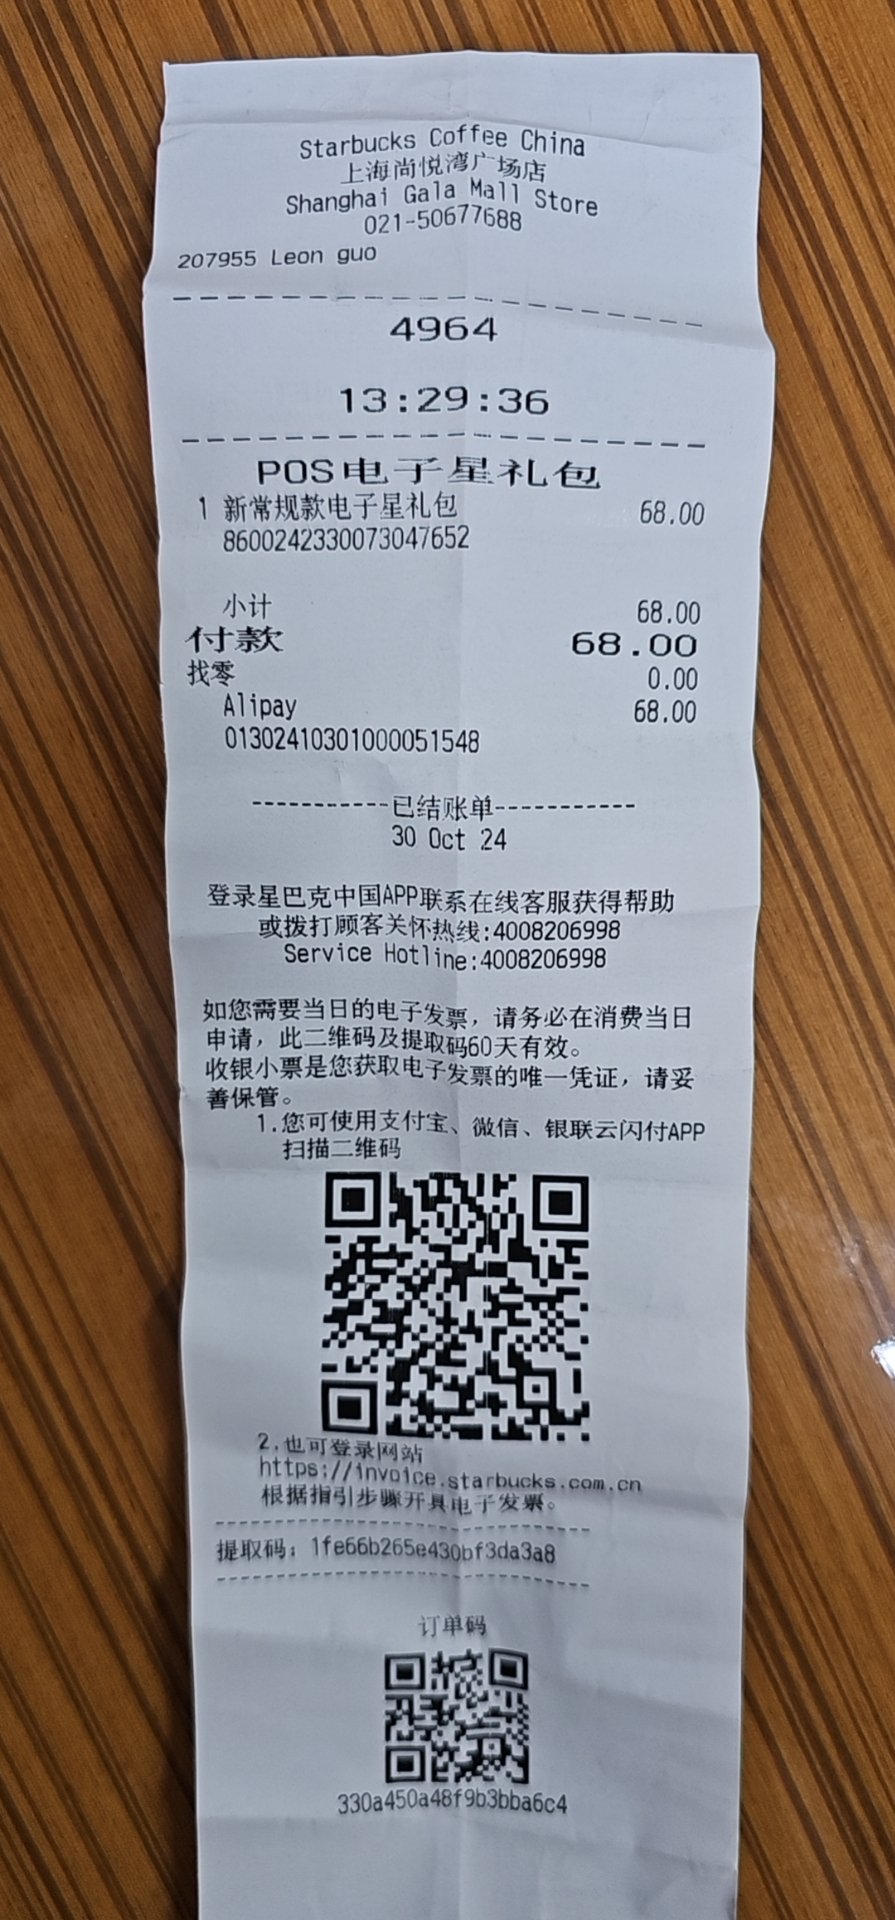 Starbucks Coffee China
上海尚悦湾广场店
Shanghai Gala Mall Store
021-50677688
207955 Leon guo
4964
13:29:36
POS电子星礼包
1 新常规款电子星礼包 68.00
8600242330073047652
小计 68.00
付款 68.00
找零 0.00
Alipay 68.00
01302410301000051548
-----------已结账单-----------
30 Oct 24
登录星巴克中国APP联系在线客服获得帮助
或拨打顾客关怀热线:4008206998
Service Hotline:4008206998
如您需要当日的电子发票，请务必在消费当日
申请，此二维码及提取码60天有效。
收银小票是您获取电子发票的唯一凭证，请妥
善保管。
1.您可使用支付宝、微信、银联云闪付APP
扫描二维码
2.也可登录网站
https://invoice.starbucks.com.cn
根据指引步骤开具电子发票。
提取码：1fe66b265e430bf3da3a8
订单码
330a450a48f9b3bba6c4